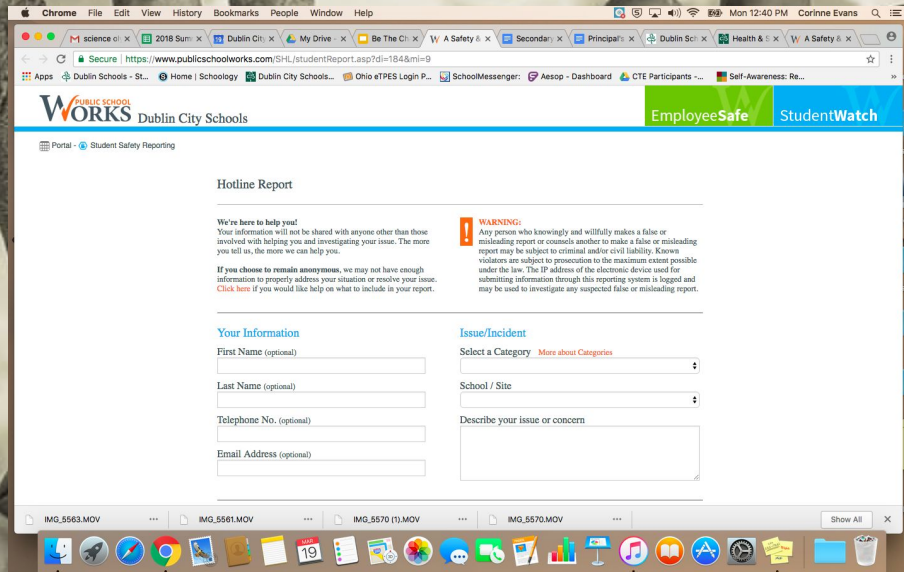 Chrome File Edit View History Bookmarks People Window Help
Mon 12:40 PM Corinne Evans
science ol
2018 Sum
Dublin City
My Drive -
Be The Ch
A Safety &
Secondary
Principal's
Dublin Sch
Health & S
A Safety &
Secure https://www.publicschoolworks.com/SHL/studentReport.asp?di=184&mi=9
Apps Dublin Schools - St... Home | Schoology Dublin City Schools... Ohio eTPES Login P... SchoolMessenger: Aesop - Dashboard CTE Participants -... Self-Awareness: Re... »
PUBLIC SCHOOL
WORKS Dublin City Schools
EmployeeSafe StudentWatch
Portal - Student Safety Reporting
Hotline Report
We're here to help you!
Your information will not be shared with anyone other than those
involved with helping you and investigating your issue. The more
you tell us, the more we can help you.
If you choose to remain anonymous, we may not have enough
information to properly address your situation or resolve your issue.
Click here if you would like help on what to include in your report.
! WARNING:
Any person who knowingly and willfully makes a false or
misleading report or counsels another to make a false or misleading
report may be subject to criminal and/or civil liability. Known
violators are subject to prosecution to the maximum extent possible
under the law. The IP address of the electronic device used for
submitting information through this reporting system is logged and
may be used to investigate any suspected false or misleading report.
Your Information
First Name (optional)
Last Name (optional)
Telephone No. (optional)
Email Address (optional)
Issue/Incident
Select a Category More about Categories
School / Site
Describe your issue or concern
IMG_5563.MOV
IMG_5561.MOV
IMG_5570 (1).MOV
IMG_5570.MOV
Show All
MAR
19